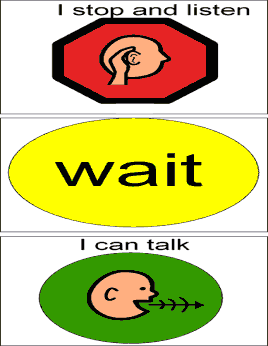 I stop and listen
wait
I can talk